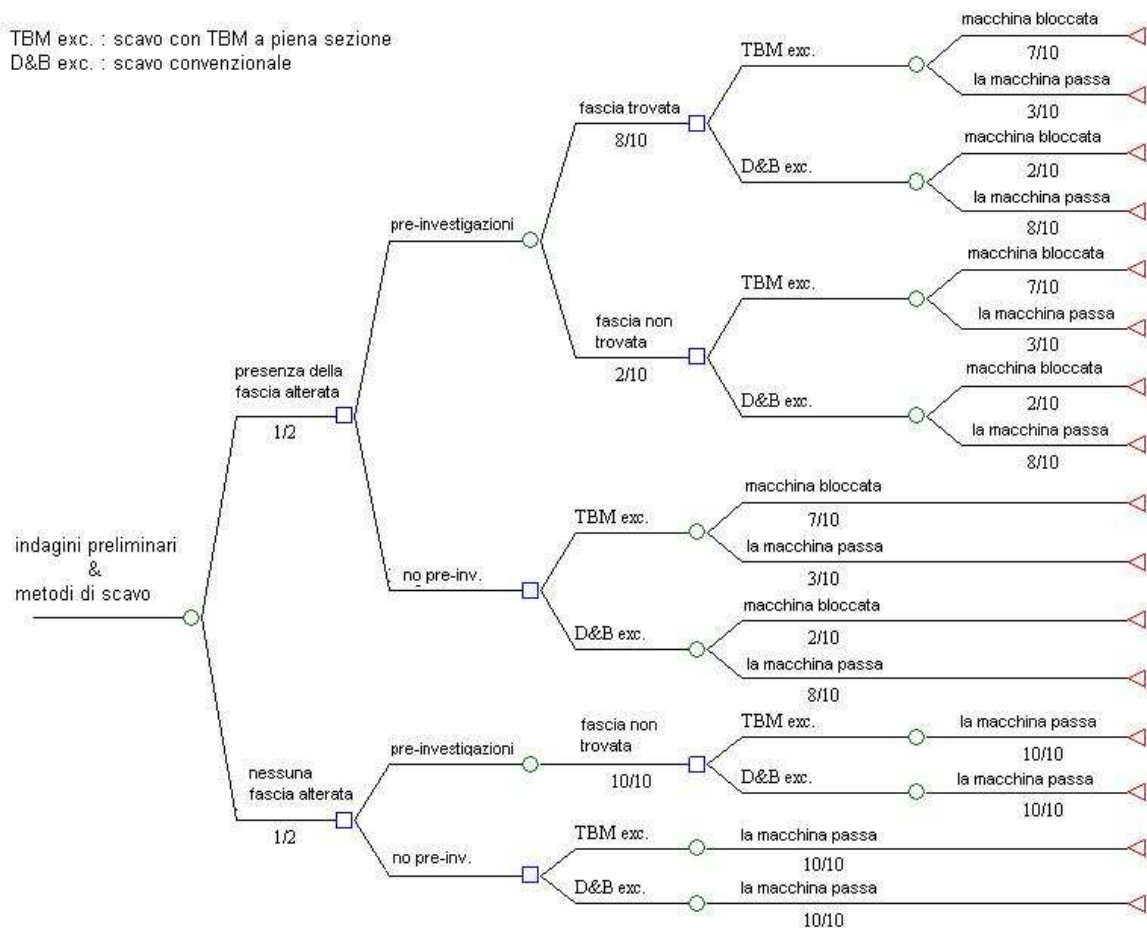 TBM exc. : scavo con TBM a piena sezione
D&B exc. : scavo convenzionale
macchina bloccata
7/10
la macchina passa
3/10
TBM exc.
fascia trovata
8/10
macchina bloccata
2/10
la macchina passa
8/10
D&B exc.
pre-investigazioni
macchina bloccata
7/10
la macchina passa
3/10
TBM exc.
fascia non
trovata
2/10
macchina bloccata
2/10
la macchina passa
8/10
D&B exc.
presenza della
fascia alterata
1/2
macchina bloccata
7/10
la macchina passa
3/10
TBM exc.
no pre-inv.
macchina bloccata
2/10
la macchina passa
8/10
D&B exc.
indagini preliminari
&
metodi di scavo
TBM exc.
la macchina passa
10/10
fascia non
trovata
10/10
pre-investigazioni
D&B exc.
la macchina passa
10/10
nessuna
fascia alterata
1/2
TBM exc.
la macchina passa
10/10
no pre-inv.
D&B exc.
la macchina passa
10/10